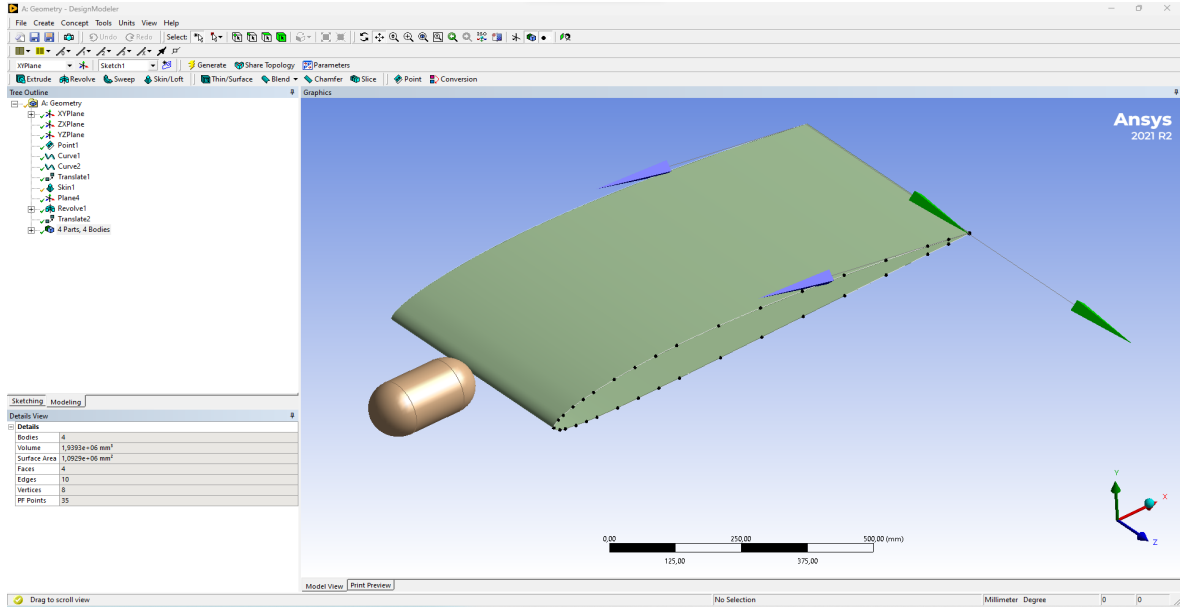 A: Geometry - DesignModeler
File Create Concept Tools Units View Help
Undo Redo Select:
XYPlane Sketch1 Generate Share Topology Parameters
Extrude Revolve Sweep Skin/Loft Thin/Surface Blend Chamfer Slice Point Conversion
Tree Outline
Graphics
A: Geometry
XYPlane
ZXPlane
YZPlane
Point1
Curve1
Curve2
Translate1
Skin1
Plane4
Revolve1
Translate2
4 Parts, 4 Bodies
Sketching Modeling
Details View
Details
Bodies 4
Volume 1,9393e+06 mm³
Surface Area 1,0929e+06 mm²
Faces 4
Edges 10
Vertices 8
PF Points 35
Ansys
2021 R2
Y
X
Z
0,00 250,00 500,00 (mm)
125,00 375,00
Model View Print Preview
Drag to scroll view No Selection Millimeter Degree 0 0